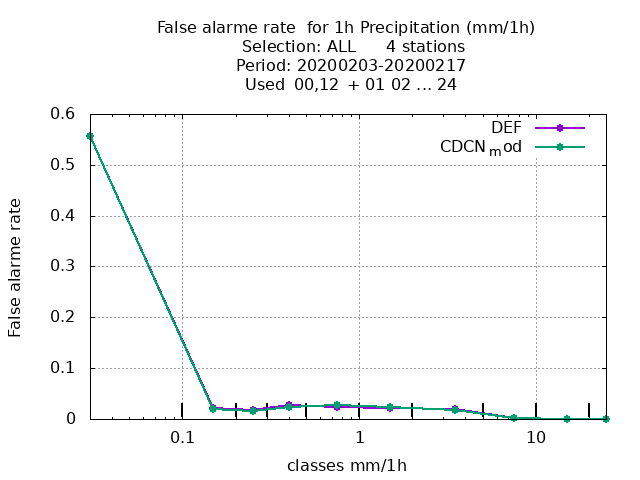 False alarme rate  for 1h Precipitation (mm/1h)
Selection: ALL      4 stations
Period: 20200203-20200217
Used  00,12  + 01 02 ... 24
0.6
DEF
CDCN_mod
0.5
0.4
0.3
0.2
0.1
0
False alarme rate
0.1 1 10
classes mm/1h